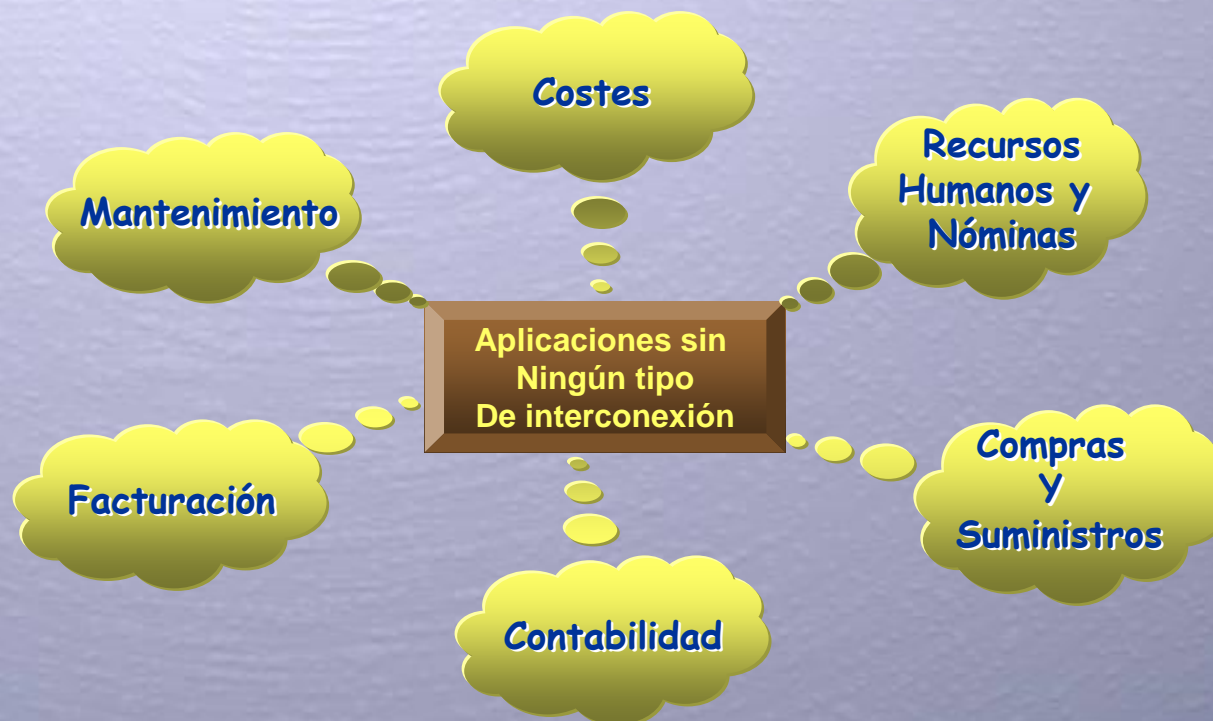 Costes
Recursos
Humanos y
Nóminas
Mantenimiento
Aplicaciones sin
Ningún tipo
De interconexión
Compras
Y
Suministros
Facturación
Contabilidad